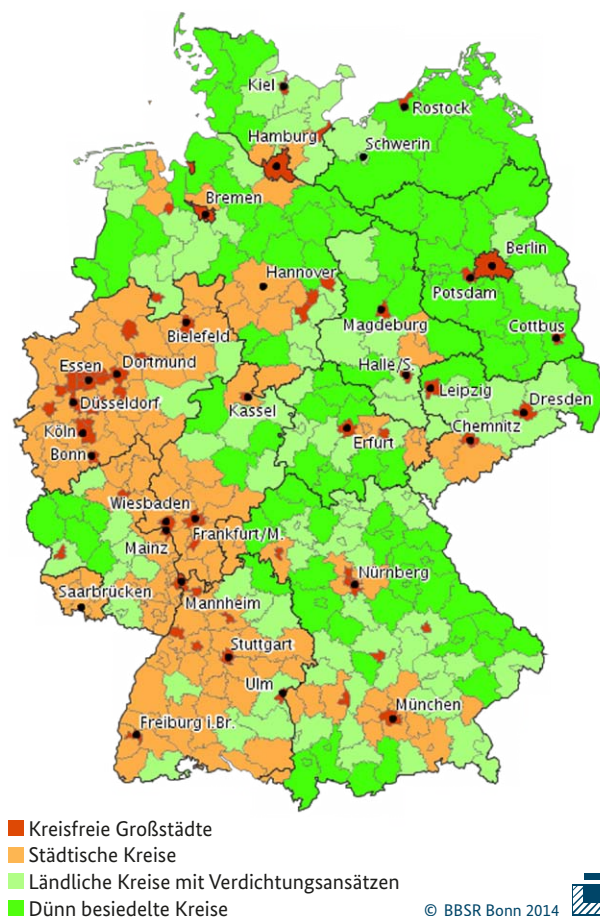 Kiel
Rostock
Hamburg
Schwerin
Bremen
Berlin
Hannover
Potsdam
Magdeburg
Bielefeld
Cottbus
Essen
Dortmund
Halle/S.
Leipzig
Düsseldorf
Kassel
Dresden
Köln
Erfurt
Chemnitz
Bonn
Wiesbaden
Frankfurt/M.
Mainz
Nürnberg
Saarbrücken
Mannheim
Stuttgart
Ulm
München
Freiburg i.Br.
Kreisfreie Großstädte
Städtische Kreise
Ländliche Kreise mit Verdichtungsansätzen
Dünn besiedelte Kreise
© BBSR Bonn 2014